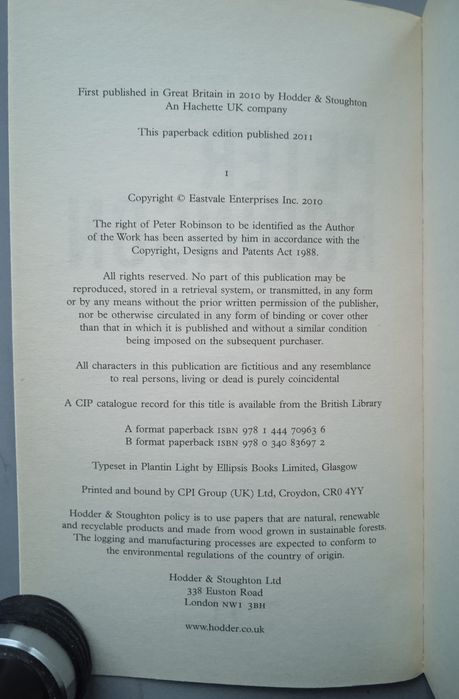 First published in Great Britain in 2010 by Hodder & Stoughton
An Hachette UK company
This paperback edition published 2011
1
Copyright © Eastvale Enterprises Inc. 2010
The right of Peter Robinson to be identified as the Author
of the Work has been asserted by him in accordance with the
Copyright, Designs and Patents Act 1988.
All rights reserved. No part of this publication may be
reproduced, stored in a retrieval system, or transmitted, in any form
or by any means without the prior written permission of the publisher,
nor be otherwise circulated in any form of binding or cover other
than that in which it is published and without a similar condition
being imposed on the subsequent purchaser.
All characters in this publication are fictitious and any resemblance
to real persons, living or dead is purely coincidental
A CIP catalogue record for this title is available from the British Library
A format paperback ISBN 978 1 444 70963 6
B format paperback ISBN 978 0 340 83697 2
Typeset in Plantin Light by Ellipsis Books Limited, Glasgow
Printed and bound by CPI Group (UK) Ltd, Croydon, CR0 4YY
Hodder & Stoughton policy is to use papers that are natural, renewable
and recyclable products and made from wood grown in sustainable forests.
The logging and manufacturing processes are expected to conform to
the environmental regulations of the country of origin.
Hodder & Stoughton Ltd
338 Euston Road
London NW1 3BH
www.hodder.co.uk